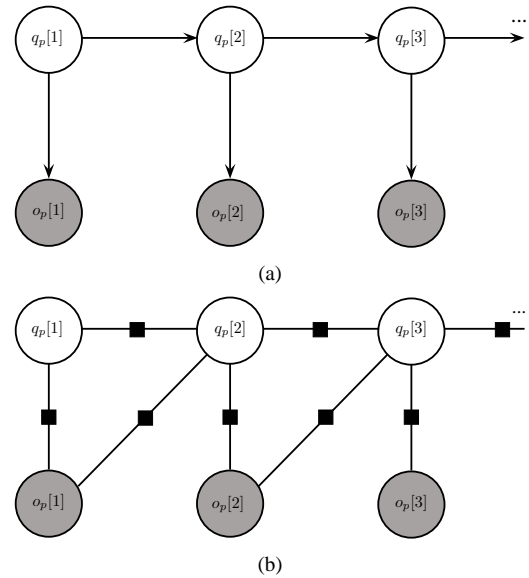 ...
q_p[1] q_p[2] q_p[3]
o_p[1] o_p[2] o_p[3]
(a)
...
q_p[1] q_p[2] q_p[3]
o_p[1] o_p[2] o_p[3]
(b)